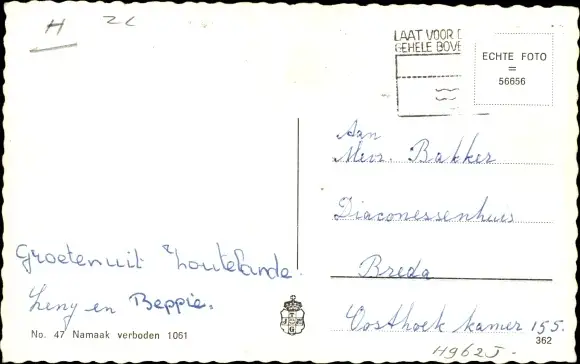 H ZL
LAAT VOOR D
GEHELE BOVE
ECHTE FOTO
=
56656
Aan
Mevr. Bakker
Diaconessenhuis
Breda
Oosthoek kamer 155.
Groeten uit Zoutelande.
Leny en Beppie.
No. 47 Namaak verboden 1061
362
H962J.